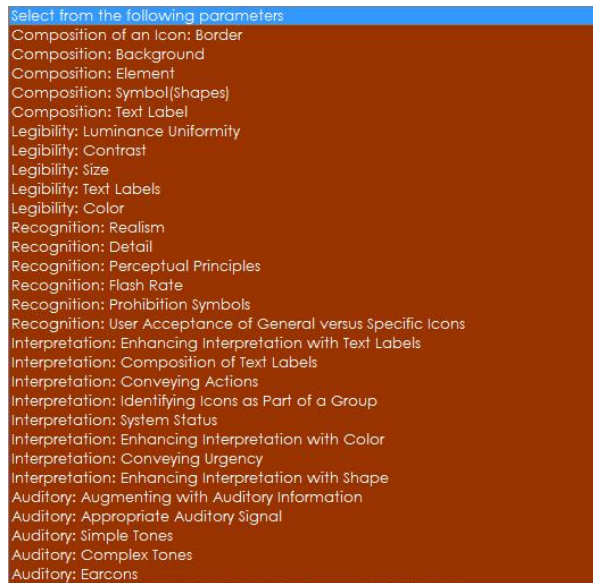 Select from the following parameters
Composition of an Icon: Border
Composition: Background
Composition: Element
Composition: Symbol(Shapes)
Composition: Text Label
Legibility: Luminance Uniformity
Legibility: Contrast
Legibility: Size
Legibility: Text Labels
Legibility: Color
Recognition: Realism
Recognition: Detail
Recognition: Perceptual Principles
Recognition: Flash Rate
Recognition: Prohibition Symbols
Recognition: User Acceptance of General versus Specific Icons
Interpretation: Enhancing Interpretation with Text Labels
Interpretation: Composition of Text Labels
Interpretation: Conveying Actions
Interpretation: Identifying Icons as Part of a Group
Interpretation: System Status
Interpretation: Enhancing Interpretation with Color
Interpretation: Conveying Urgency
Interpretation: Enhancing Interpretation with Shape
Auditory: Augmenting with Auditory Information
Auditory: Appropriate Auditory Signal
Auditory: Simple Tones
Auditory: Complex Tones
Auditory: Earcons